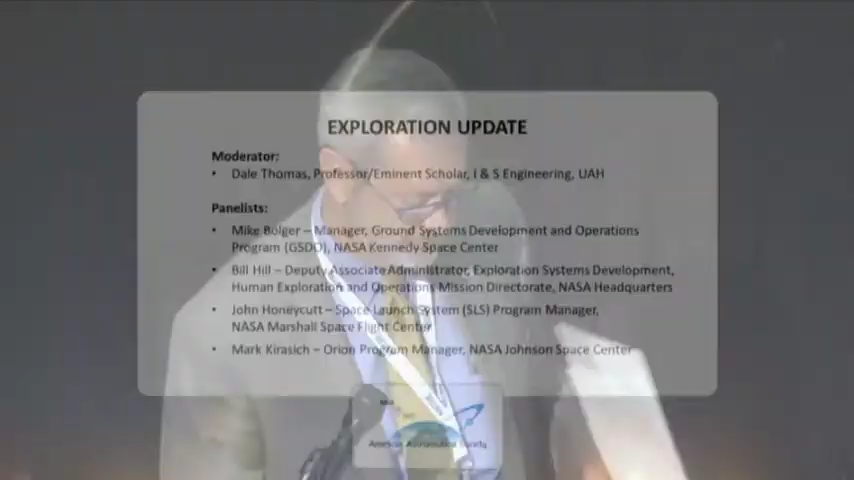 EXPLORATION UPDATE
Moderator:
• Dale Thomas, Professor/Eminent Scholar, I & S Engineering, UAH
Panelists:
• Mike Bolger – Manager, Ground Systems Development and Operations
Program (GSDO), NASA Kennedy Space Center
• Bill Hill – Deputy Associate Administrator, Exploration Systems Development,
Human Exploration and Operations Mission Directorate, NASA Headquarters
• John Honeycutt – Space Launch System (SLS) Program Manager,
NASA Marshall Space Flight Center
• Mark Kirasich – Orion Program Manager, NASA Johnson Space Center
American Astronautical Society